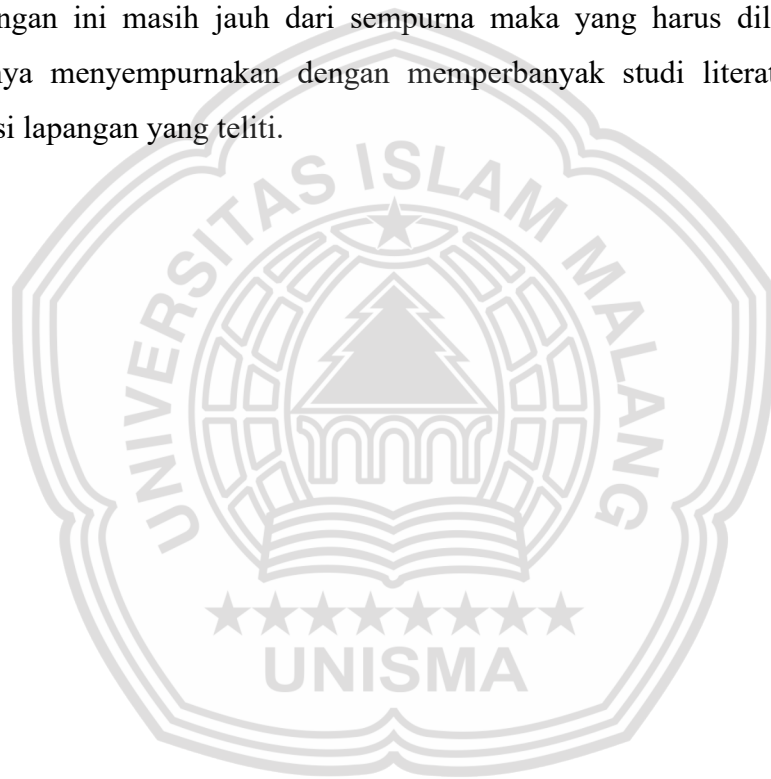 ngan ini masih jauh dari sempurna maka yang harus dil
nya menyempurnakan dengan memperbanyak studi literat
si lapangan yang teliti.
UNIVERSITAS ISLAM MALANG
UNISMA